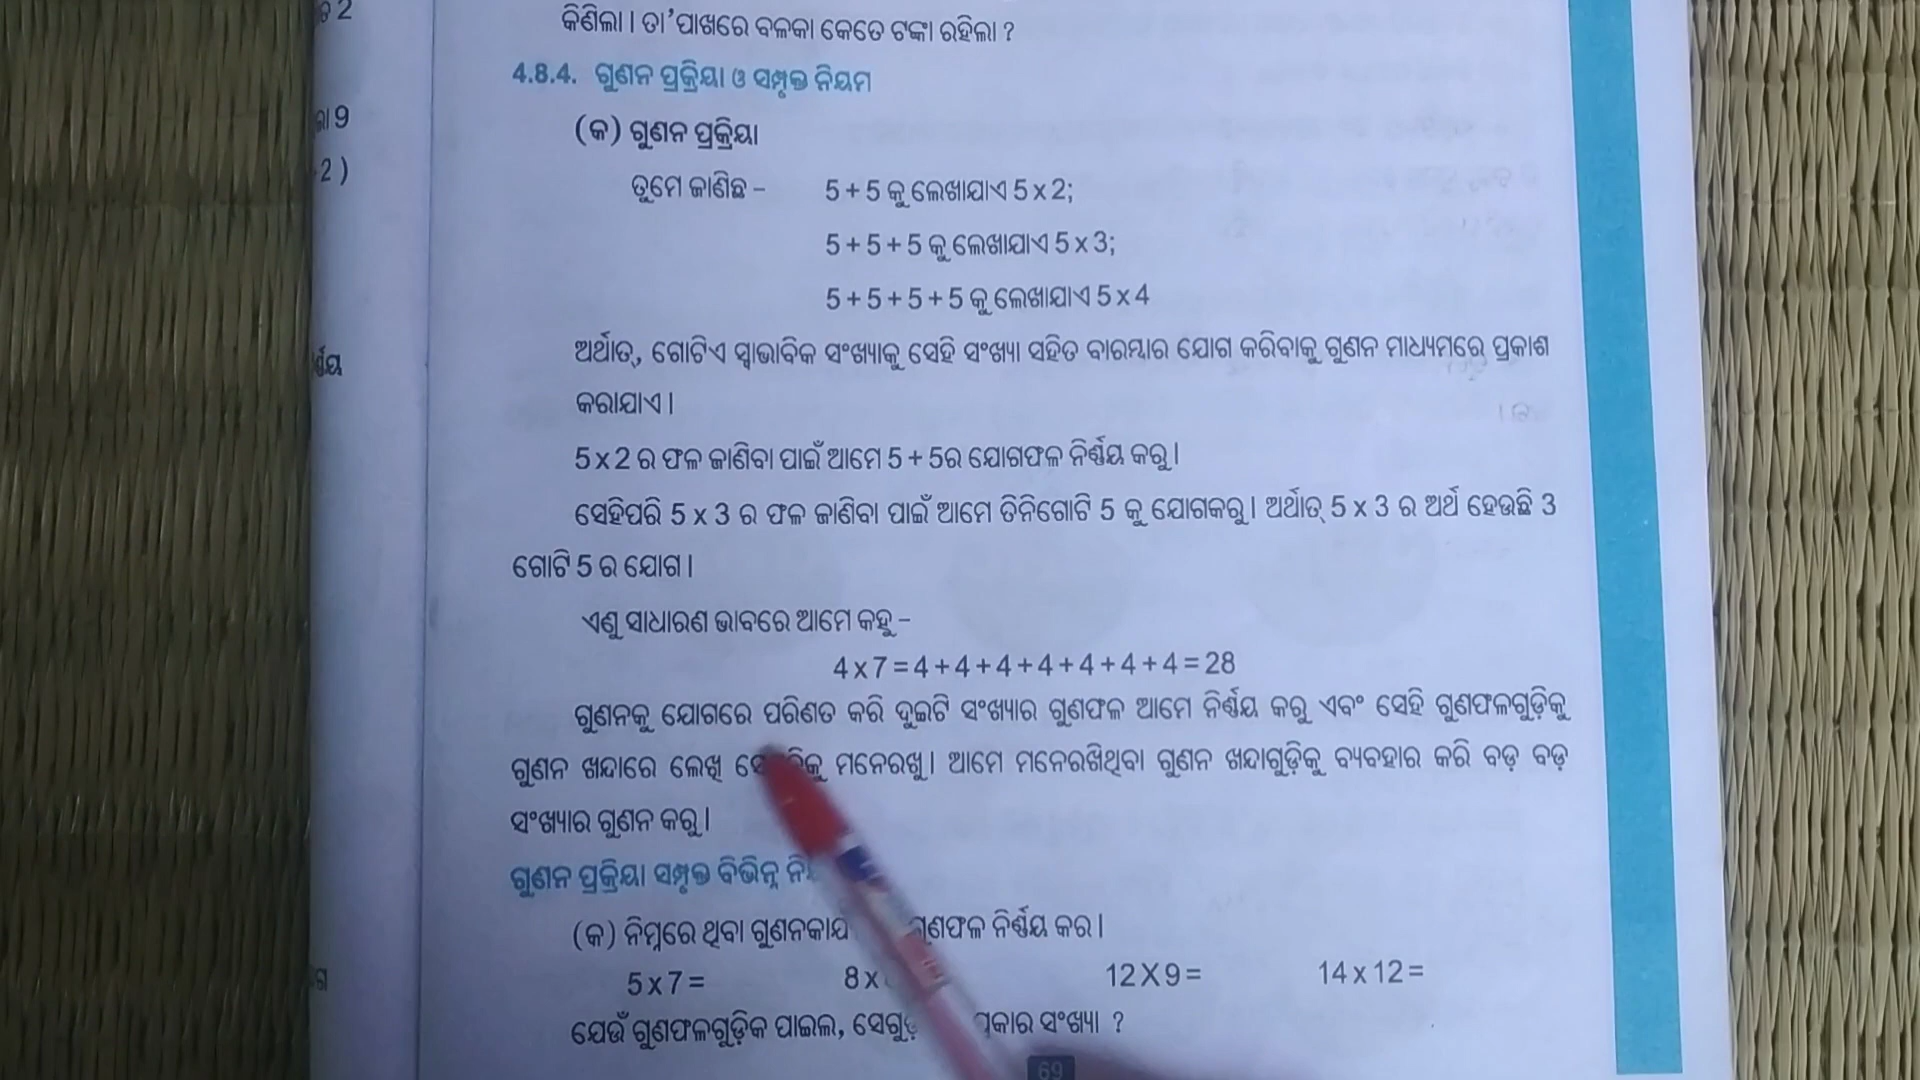 2
କିଣିଲା । ତା’ପାଖରେ ବଳକା କେତେ ଟଙ୍କା ରହିଲା ?
4.8.4. ଗୁଣନ ପ୍ରକ୍ରିୟା ଓ ସମ୍ପୃକ୍ତ ନିୟମ
9
(କ) ଗୁଣନ ପ୍ରକ୍ରିୟା
2 )
ତୁମେ ଜାଣିଛ – 5 + 5 କୁ ଲେଖାଯାଏ 5 x 2;
5 + 5 + 5 କୁ ଲେଖାଯାଏ 5 x 3;
5 + 5 + 5 + 5 କୁ ଲେଖାଯାଏ 5 x 4
ଅର୍ଥାତ୍, ଗୋଟିଏ ସ୍ୱାଭାବିକ ସଂଖ୍ୟାକୁ ସେହି ସଂଖ୍ୟା ସହିତ ବାରମ୍ୱାର ଯୋଗ କରିବାକୁ ଗୁଣନ ମାଧ୍ୟମରେ ପ୍ରକାଶ
କରାଯାଏ ।
5 x 2 ର ଫଳ ଜାଣିବା ପାଇଁ ଆମେ 5 + 5ର ଯୋଗଫଳ ନିର୍ଣ୍ଣୟ କରୁ ।
ସେହିପରି 5 x 3 ର ଫଳ ଜାଣିବା ପାଇଁ ଆମେ ତିନିଗୋଟି 5 କୁ ଯୋଗକରୁ । ଅର୍ଥାତ୍ 5 x 3 ର ଅର୍ଥ ହେଉଛି 3
ଗୋଟି 5 ର ଯୋଗ ।
ଏଣୁ ସାଧାରଣ ଭାବରେ ଆମେ କହୁ –
4 x 7 = 4 + 4 + 4 + 4 + 4 + 4 + 4 = 28
ଗୁଣନକୁ ଯୋଗରେ ପରିଣତ କରି ଦୁଇଟି ସଂଖ୍ୟାର ଗୁଣଫଳ ଆମେ ନିର୍ଣ୍ଣୟ କରୁ ଏବଂ ସେହି ଗୁଣଫଳଗୁଡ଼ିକୁ
ଗୁଣନ ଖନ୍ଦାରେ ଲେଖି ମନେରଖୁ । ଆମେ ମନେରଖିଥିବା ଗୁଣନ ଖନ୍ଦାଗୁଡ଼ିକୁ ବ୍ୟବହାର କରି ବଡ଼ ବଡ଼
ସଂଖ୍ୟାର ଗୁଣନ କରୁ ।
ଗୁଣନ ପ୍ରକ୍ରିୟା ସମ୍ପୃକ୍ତ ବିଭିନ୍ନ
(କ) ନିମ୍ନରେ ଥିବା ଗୁଣଫଳ ନିର୍ଣ୍ଣୟ କର ।
5 x 7 = 8 x 12 X 9 = 14 x 12 =
ଯେଉଁ ଗୁଣଫଳଗୁଡ଼ିକ ପାଇଲ, ସଂଖ୍ୟା ?
69